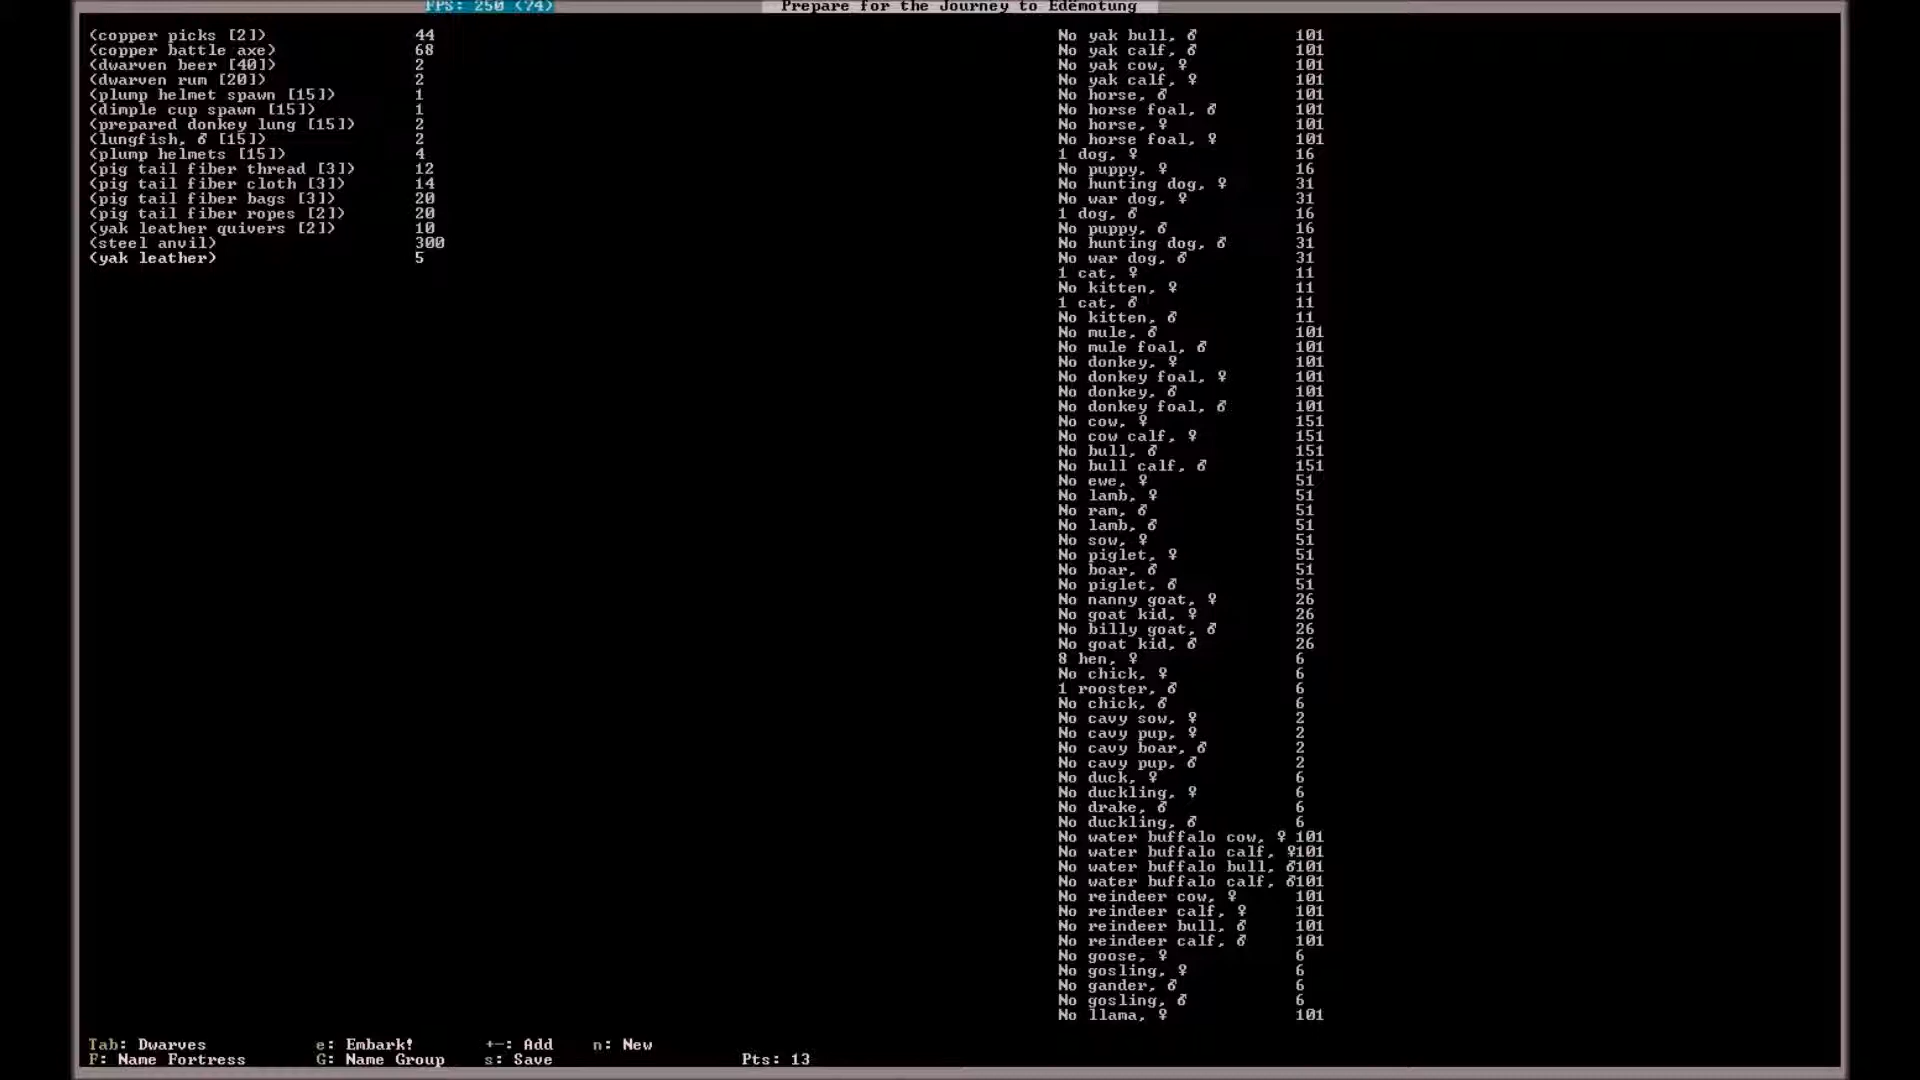 FPS: 250 (74)
Prepare for the Journey to Edëmotung
(copper picks [2]) 44
(copper battle axe) 68
(dwarven beer [40]) 2
(dwarven rum [20]) 2
(plump helmet spawn [15]) 1
(dimple cup spawn [15]) 1
(prepared donkey lung [15]) 2
(lungfish, ♂ [15]) 2
(plump helmets [15]) 4
(pig tail fiber thread [3]) 12
(pig tail fiber cloth [3]) 14
(pig tail fiber bags [3]) 20
(pig tail fiber ropes [2]) 20
(yak leather quivers [2]) 10
(steel anvil) 300
(yak leather) 5
No yak bull, ♂ 101
No yak calf, ♂ 101
No yak cow, ♀ 101
No yak calf, ♀ 101
No horse, ♂ 101
No horse foal, ♂ 101
No horse, ♀ 101
No horse foal, ♀ 101
1 dog, ♀ 16
No puppy, ♀ 16
No hunting dog, ♀ 31
No war dog, ♀ 31
1 dog, ♂ 16
No puppy, ♂ 16
No hunting dog, ♂ 31
No war dog, ♂ 31
1 cat, ♀ 11
No kitten, ♀ 11
1 cat, ♂ 11
No kitten, ♂ 11
No mule, ♂ 101
No mule foal, ♂ 101
No donkey, ♀ 101
No donkey foal, ♀ 101
No donkey, ♂ 101
No donkey foal, ♂ 101
No cow, ♀ 151
No cow calf, ♀ 151
No bull, ♂ 151
No bull calf, ♂ 151
No ewe, ♀ 51
No lamb, ♀ 51
No ram, ♂ 51
No lamb, ♂ 51
No sow, ♀ 51
No piglet, ♀ 51
No boar, ♂ 51
No piglet, ♂ 51
No nanny goat, ♀ 26
No goat kid, ♀ 26
No billy goat, ♂ 26
No goat kid, ♂ 26
8 hen, ♀ 6
No chick, ♀ 6
1 rooster, ♂ 6
No chick, ♂ 6
No cavy sow, ♀ 2
No cavy pup, ♀ 2
No cavy boar, ♂ 2
No cavy pup, ♂ 2
No duck, ♀ 6
No duckling, ♀ 6
No drake, ♂ 6
No duckling, ♂ 6
No water buffalo cow, ♀ 101
No water buffalo calf, ♀101
No water buffalo bull, ♂101
No water buffalo calf, ♂101
No reindeer cow, ♀ 101
No reindeer calf, ♀ 101
No reindeer bull, ♂ 101
No reindeer calf, ♂ 101
No goose, ♀ 6
No gosling, ♀ 6
No gander, ♂ 6
No gosling, ♂ 6
No llama, ♀ 101
Tab: Dwarves e: Embark! +-: Add n: New
F: Name Fortress G: Name Group s: Save Pts: 13